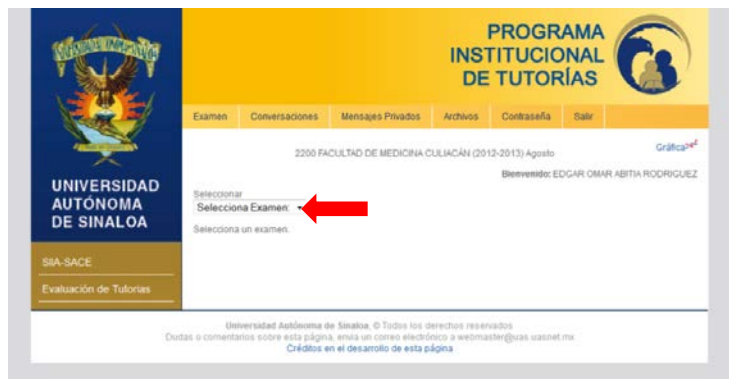 PROGRAMA
INSTITUCIONAL
DE TUTORÍAS
Examen Conversaciones Mensajes Privados Archivos Contraseña Salir
2200 FACULTAD DE MEDICINA CULIACÁN (2012-2013) Agosto
Gráfica
Bienvenido: EDGAR OMAR ABITIA RODRIGUEZ
UNIVERSIDAD
AUTÓNOMA
DE SINALOA
Seleccionar
Selecciona Examen:
Selecciona un examen.
SIIA-SACE
Evaluación de Tutorias
Universidad Autónoma de Sinaloa, © Todos los derechos reservados
Dudas o comentarios sobre esta página, envia un correo electrónico a webmaster@uas.uasnet.mx
Créditos en el desarrollo de esta página